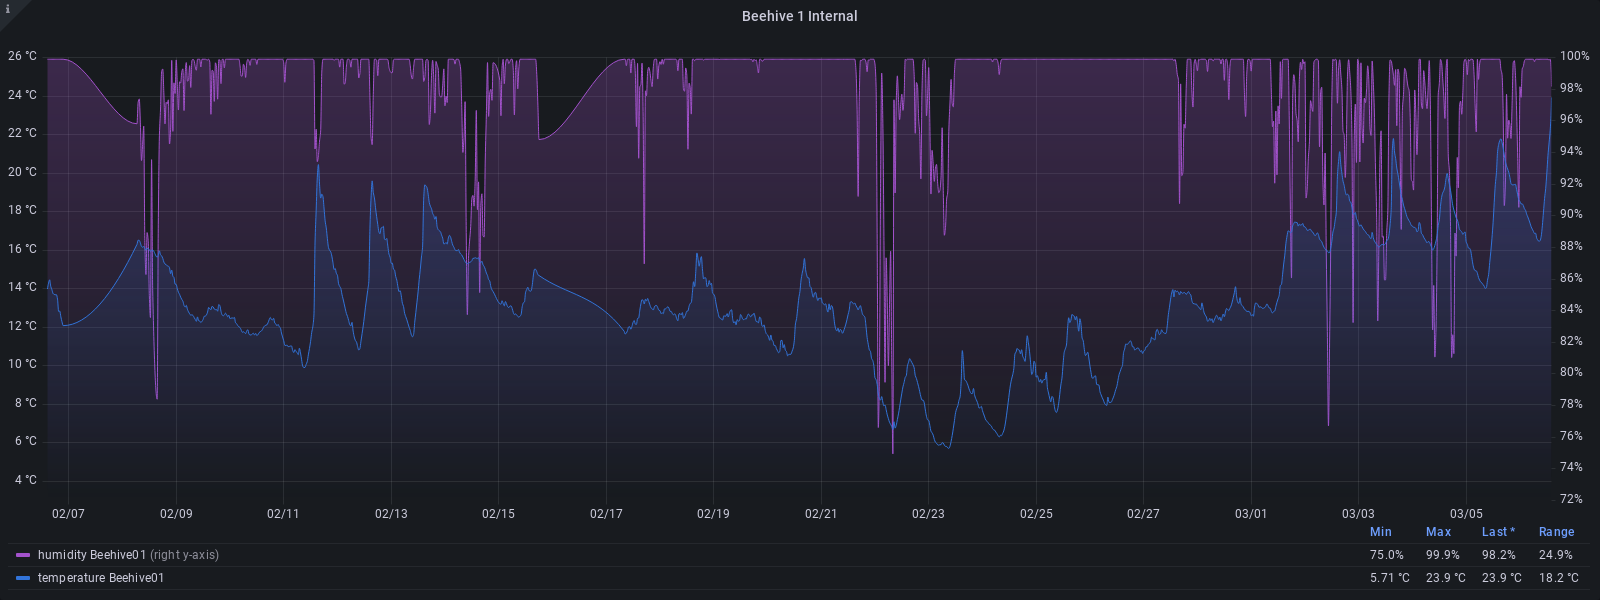 i
Beehive 1 Internal
26 °C 100%
24 °C 98%
22 °C 96%
20 °C 94%
18 °C 92%
16 °C 90%
14 °C 88%
12 °C 86%
10 °C 84%
8 °C 82%
6 °C 80%
4 °C 78%
76%
74%
72%
02/07 02/09 02/11 02/13 02/15 02/17 02/19 02/21 02/23 02/25 02/27 03/01 03/03 03/05
Min Max Last * Range
humidity Beehive01 (right y-axis) 75.0% 99.9% 98.2% 24.9%
temperature Beehive01 5.71 °C 23.9 °C 23.9 °C 18.2 °C